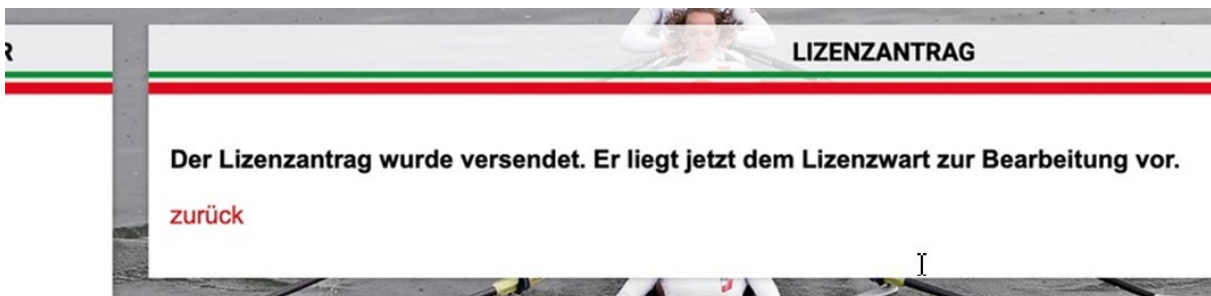 R
LIZENZANTRAG
Der Lizenzantrag wurde versendet. Er liegt jetzt dem Lizenzwart zur Bearbeitung vor.
zurück